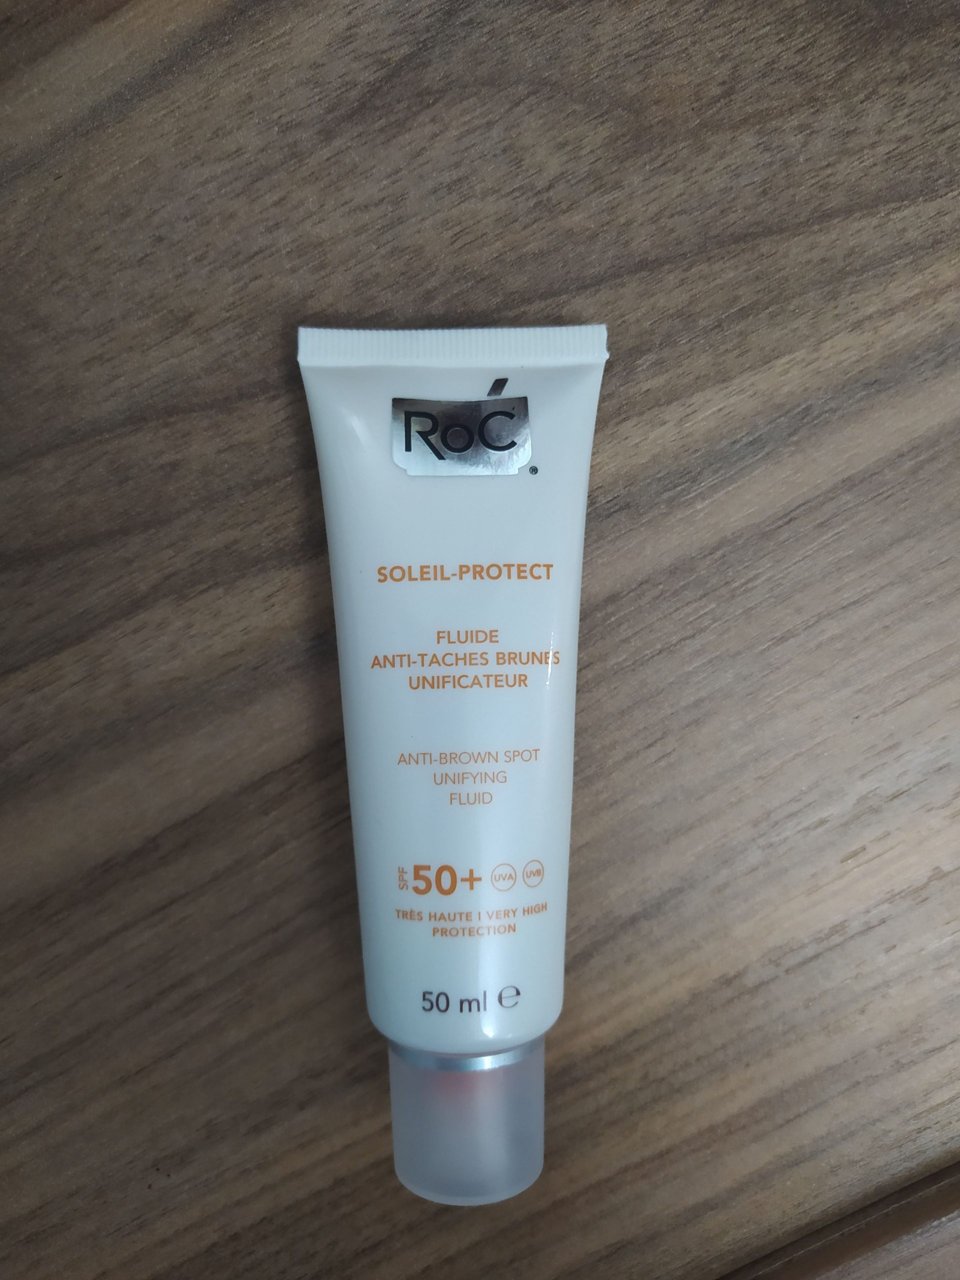 RoC
®
SOLEIL-PROTECT
FLUIDE
ANTI-TACHES BRUNES
UNIFICATEUR
ANTI-BROWN SPOT
UNIFYING
FLUID
SPF 50+ UVA UVB
TRÈS HAUTE | VERY HIGH
PROTECTION
50 ml ℮